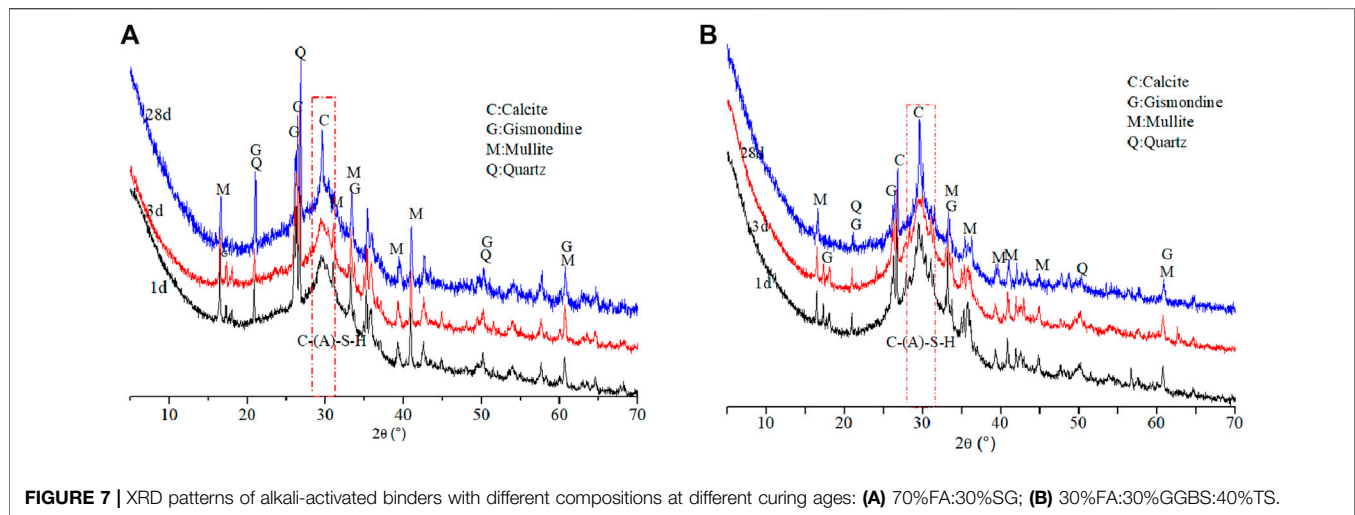 A
Q
28d
C
G
C
C:Calcite
G:Gismondine
M:Mullite
Q:Quartz
G
Q
M
M
M
G
3d
G
M
M
G
Q
G
M
1d
C-(A)-S-H
10 20 30 40 50 60 70
2θ (°)
B
C:Calcite
G:Gismondine
M:Mullite
Q:Quartz
C
28d
C
G
M
Q
G
M
G
M
3d
G
M M
M
Q
G
M
1d
C-(A)-S-H
10 20 30 40 50 60 70
2θ (°)
FIGURE 7 | XRD patterns of alkali-activated binders with different compositions at different curing ages: (A) 70%FA:30%SG; (B) 30%FA:30%GGBS:40%TS.